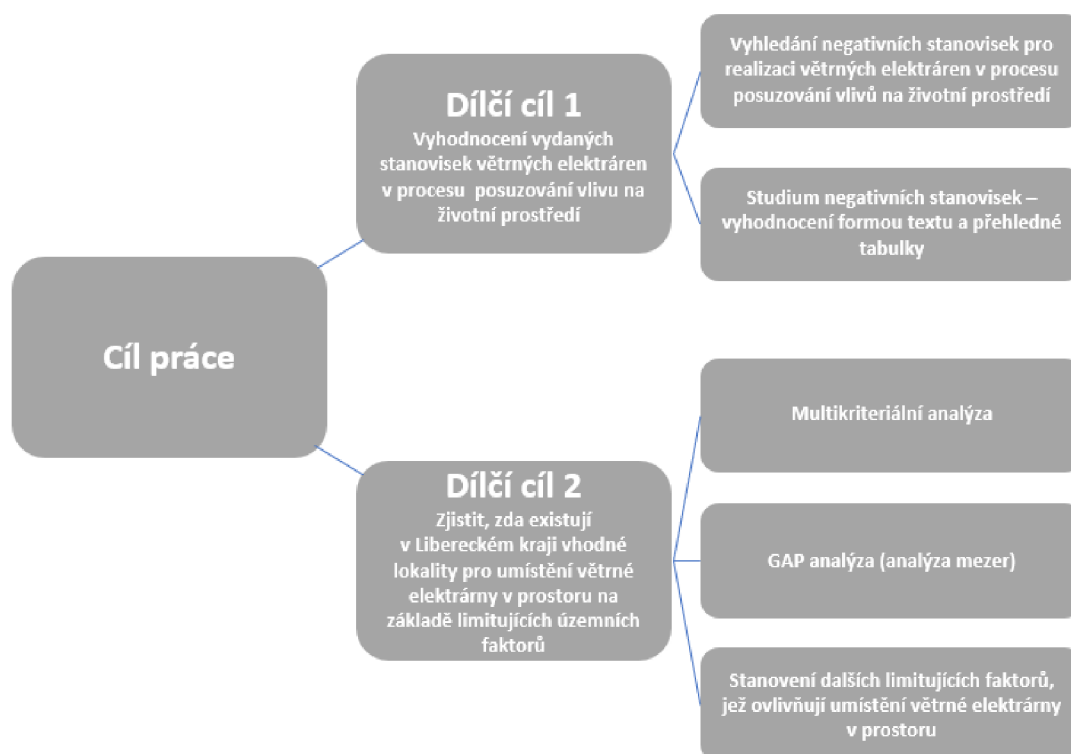 Cíl práce
Dílčí cíl 1
Vyhodnocení vydaných
stanovisek větrných elektráren
v procesu posuzování vlivu na
životní prostředí
Vyhledání negativních stanovisek pro
realizaci větrných elektráren v procesu
posuzování vlivů na životní prostředí
Studium negativních stanovisek –
vyhodnocení formou textu a přehledné
tabulky
Dílčí cíl 2
Zjistit, zda existují
v Libereckém kraji vhodné
lokality pro umístění větrné
elektrárny v prostoru na
základě limitujících územních
faktorů
Multikriteriální analýza
GAP analýza (analýza mezer)
Stanovení dalších limitujících faktorů,
jež ovlivňují umístění větrné elektrárny
v prostoru